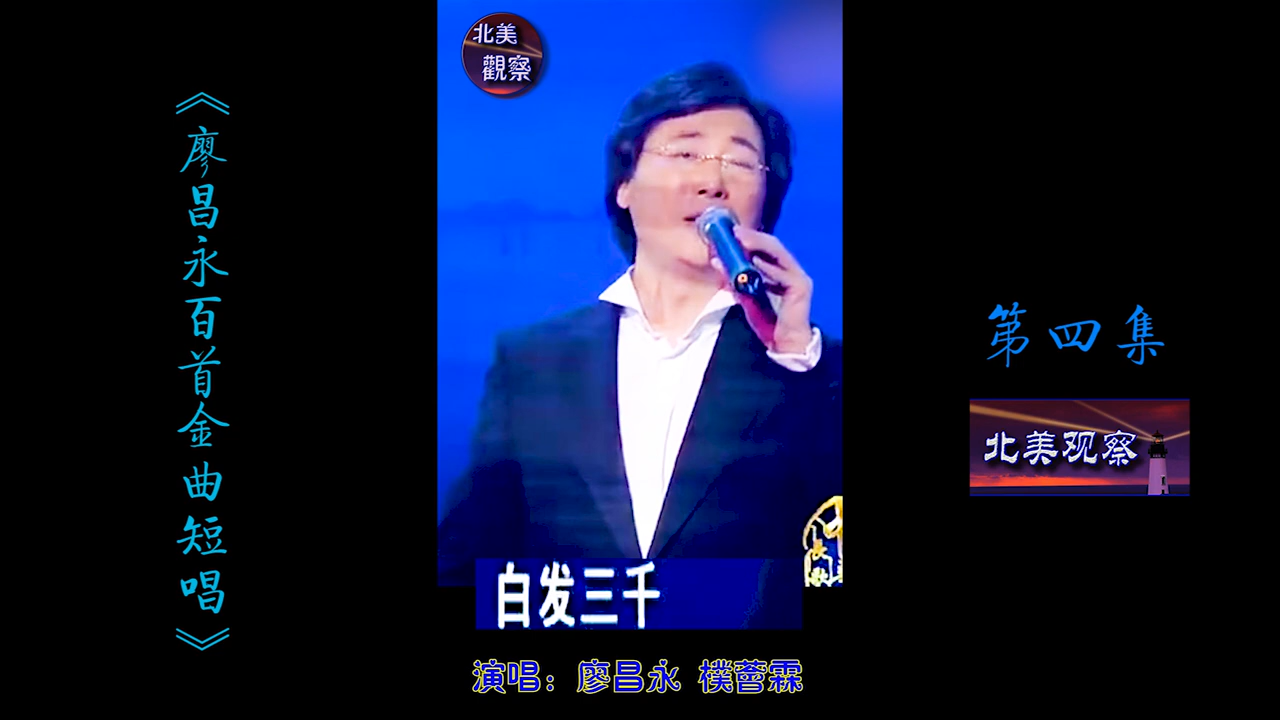 《廖昌永百首金曲短唱》
北美
觀察
白发三千
演唱：廖昌永 樸薈霖
第四集
北美观察